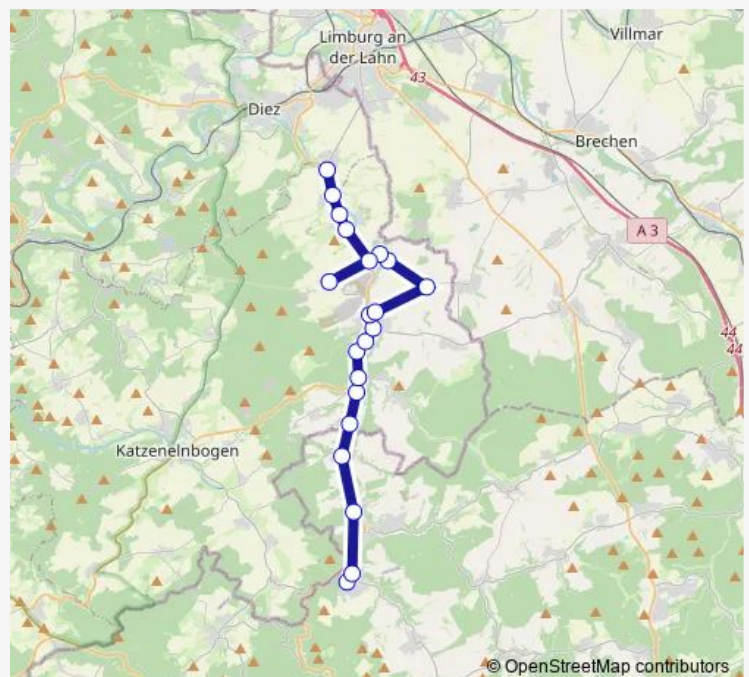 Limburg an
der Lahn
Villmar
43
Diez
Brechen
A 3
44
44
Katzenelnbogen
© OpenStreetMap contributors